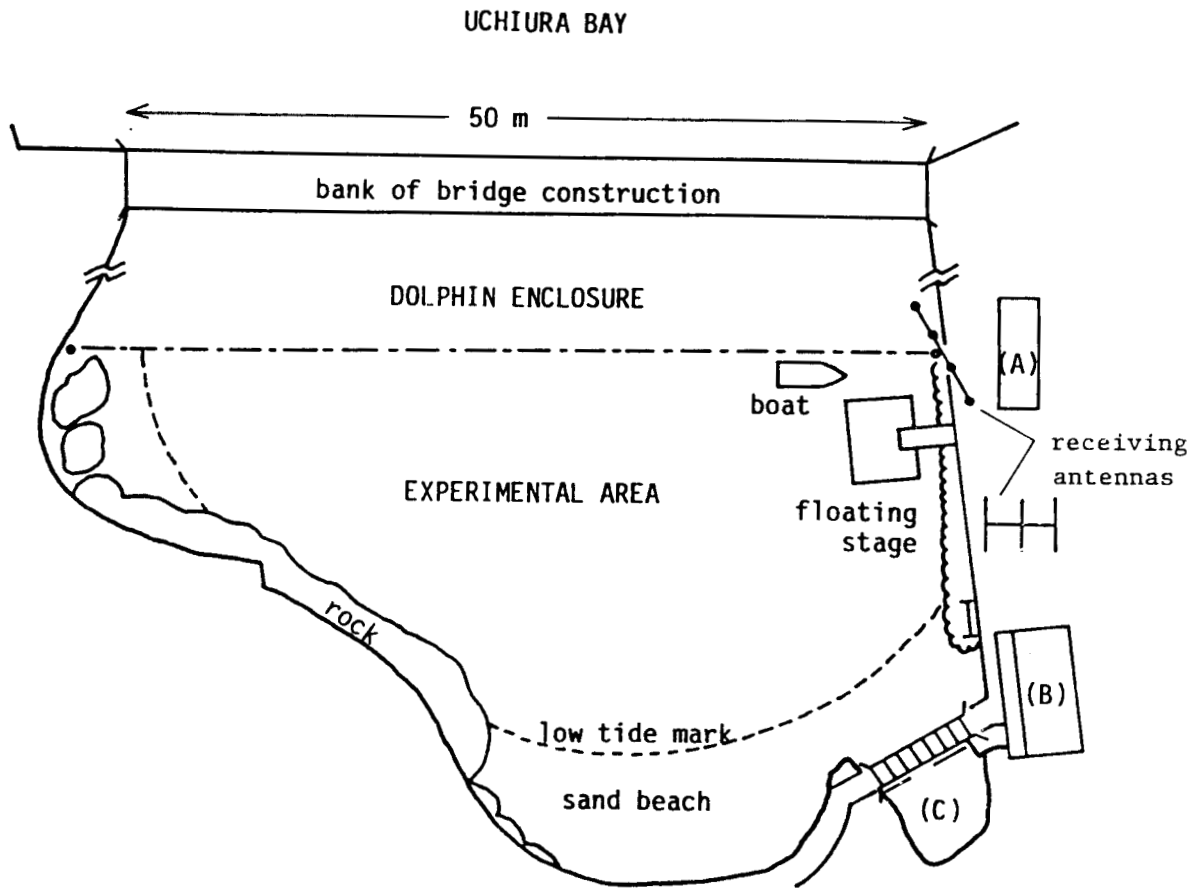 UCHIURA BAY
50 m
bank of bridge construction
DOLPHIN ENCLOSURE
(A)
boat
receiving
antennas
EXPERIMENTAL AREA
floating
stage
rock
(B)
low tide mark
sand beach
(C)